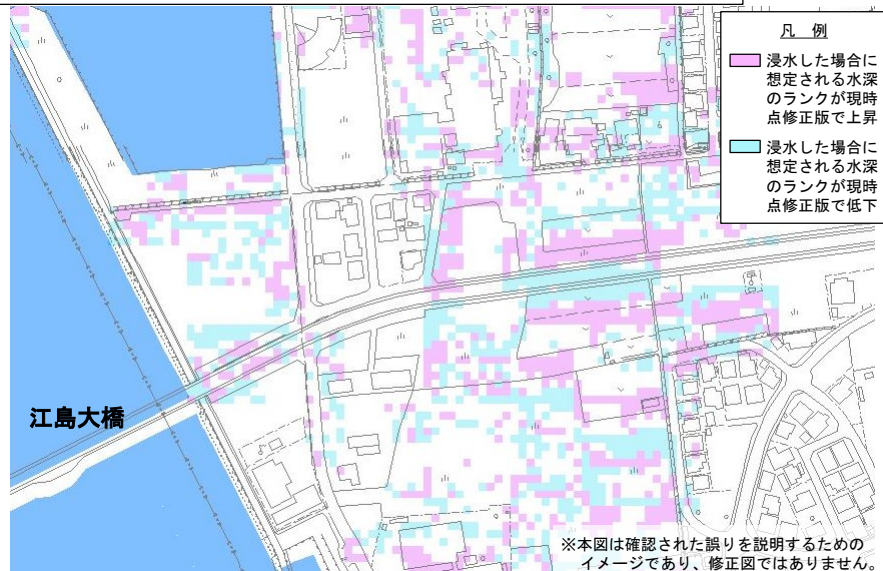 凡 例
浸水した場合に
想定される水深
のランクが現時
点修正版で上昇
浸水した場合に
想定される水深
のランクが現時
点修正版で低下
江島大橋
※本図は確認された誤りを説明するための
イメージであり、修正図ではありません。